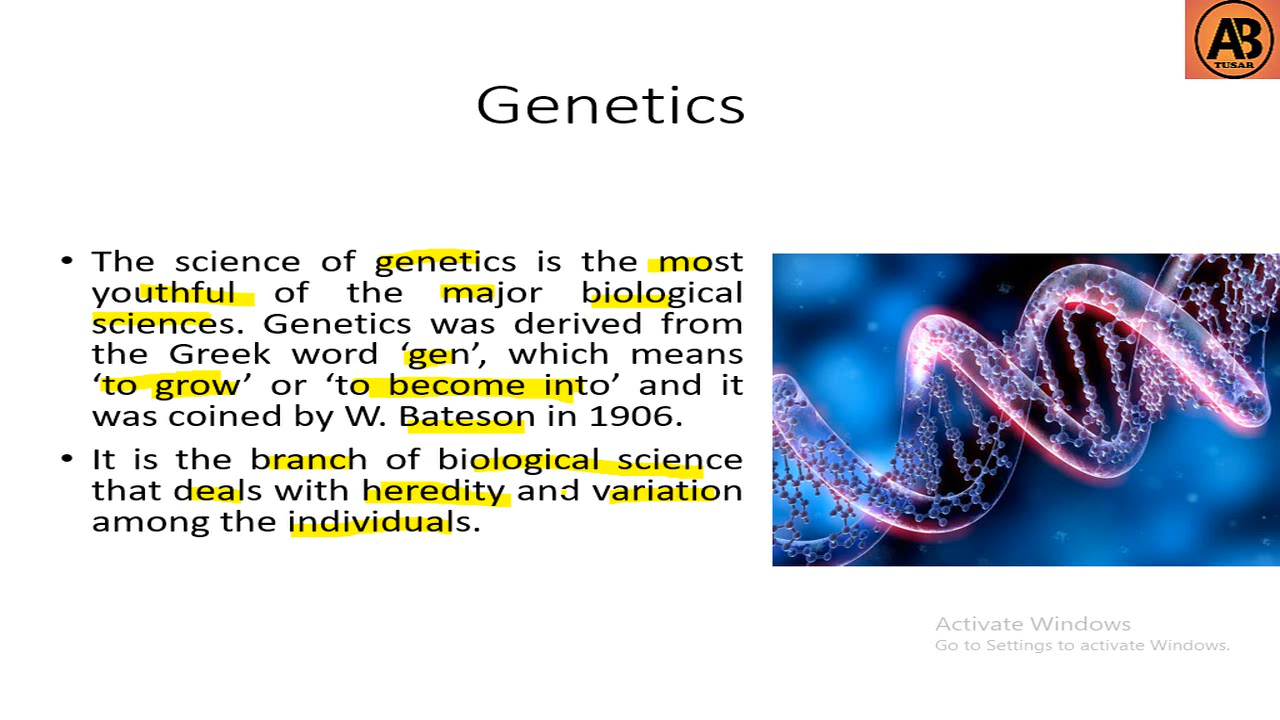 AB
TUSAR
Genetics
• The science of genetics is the most
youthful of the major biological
sciences. Genetics was derived from
the Greek word ‘gen’, which means
‘to grow’ or ‘to become into’ and it
was coined by W. Bateson in 1906.
• It is the branch of biological science
that deals with heredity and variation
among the individuals.
Activate Windows
Go to Settings to activate Windows.